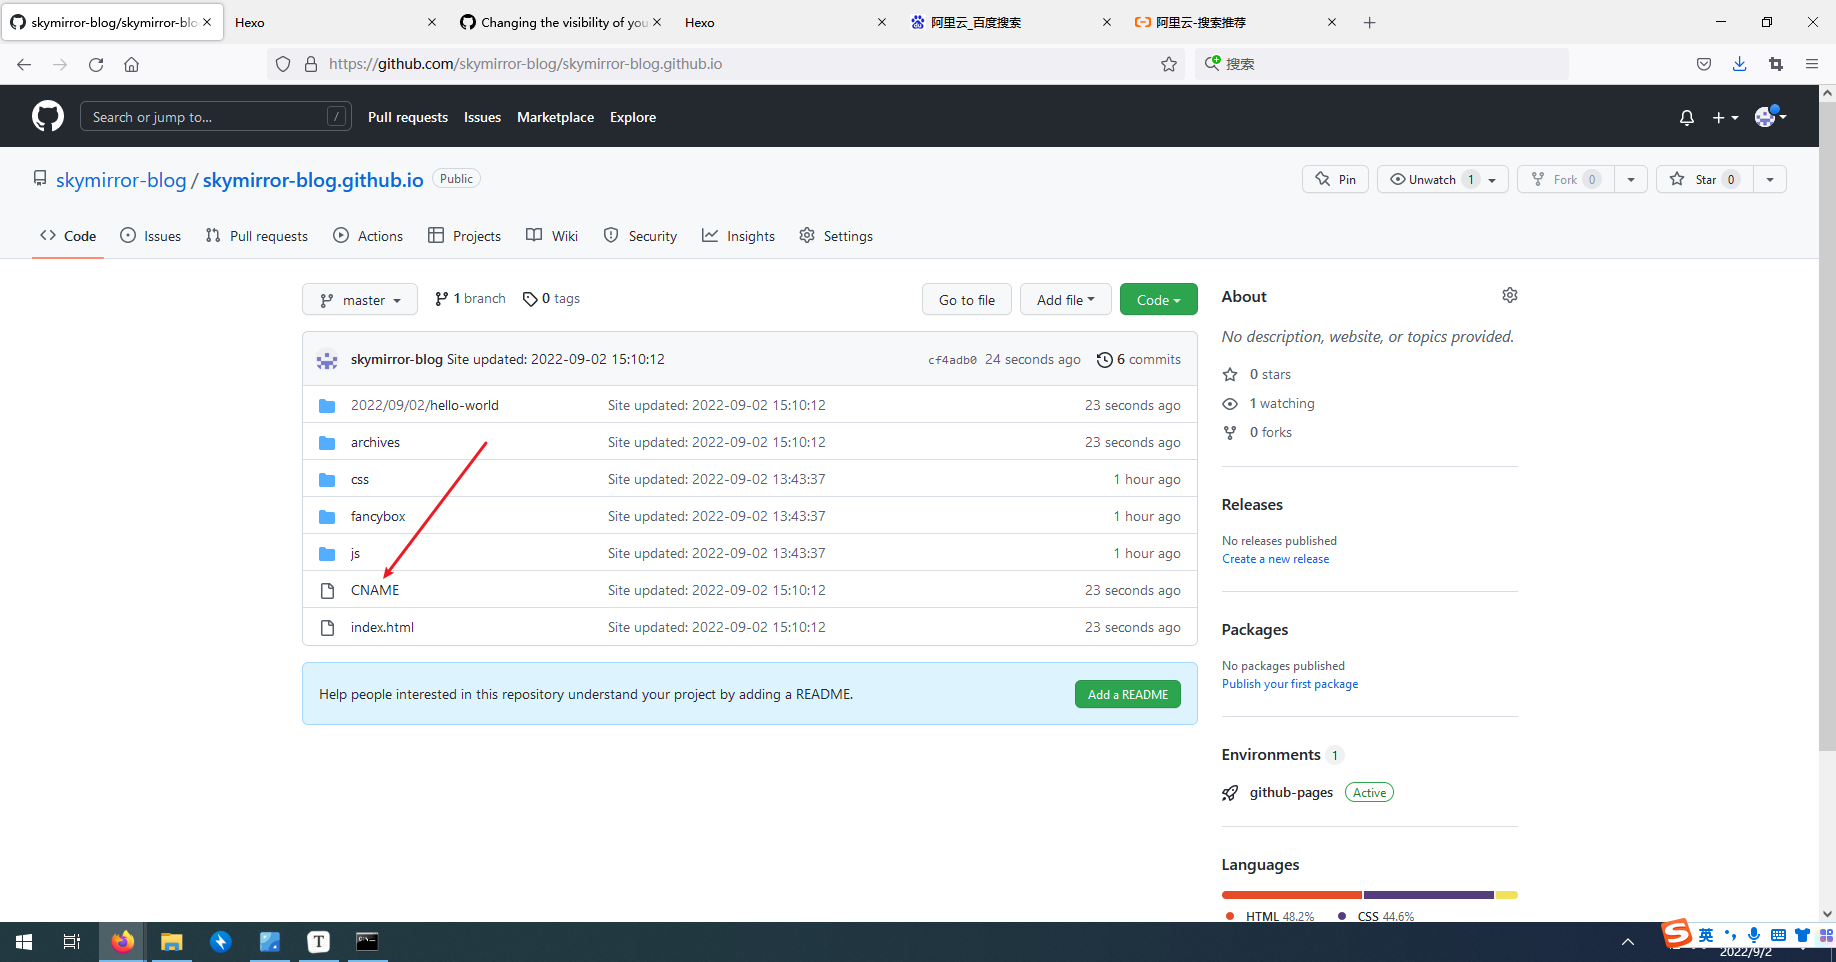 skymirror-blog/skymirror-blo
Hexo
Changing the visibility of you
Hexo
阿里云_百度搜索
阿里云-搜索推荐
https://github.com/skymirror-blog/skymirror-blog.github.io
搜索
Search or jump to... /
Pull requests Issues Marketplace Explore
skymirror-blog / skymirror-blog.github.io Public
Pin
Unwatch 1
Fork 0
Star 0
Code Issues Pull requests Actions Projects Wiki Security Insights Settings
master 1 branch 0 tags
Go to file Add file Code
skymirror-blog Site updated: 2022-09-02 15:10:12 cf4adb0 24 seconds ago 6 commits
2022/09/02/hello-world Site updated: 2022-09-02 15:10:12 23 seconds ago
archives Site updated: 2022-09-02 15:10:12 23 seconds ago
css Site updated: 2022-09-02 13:43:37 1 hour ago
fancybox Site updated: 2022-09-02 13:43:37 1 hour ago
js Site updated: 2022-09-02 13:43:37 1 hour ago
CNAME Site updated: 2022-09-02 15:10:12 23 seconds ago
index.html Site updated: 2022-09-02 15:10:12 23 seconds ago
Help people interested in this repository understand your project by adding a README. Add a README
About
No description, website, or topics provided.
0 stars
1 watching
0 forks
Releases
No releases published
Create a new release
Packages
No packages published
Publish your first package
Environments 1
github-pages Active
Languages
HTML 48.2% CSS 44.6%
T
S 英
2022/9/2